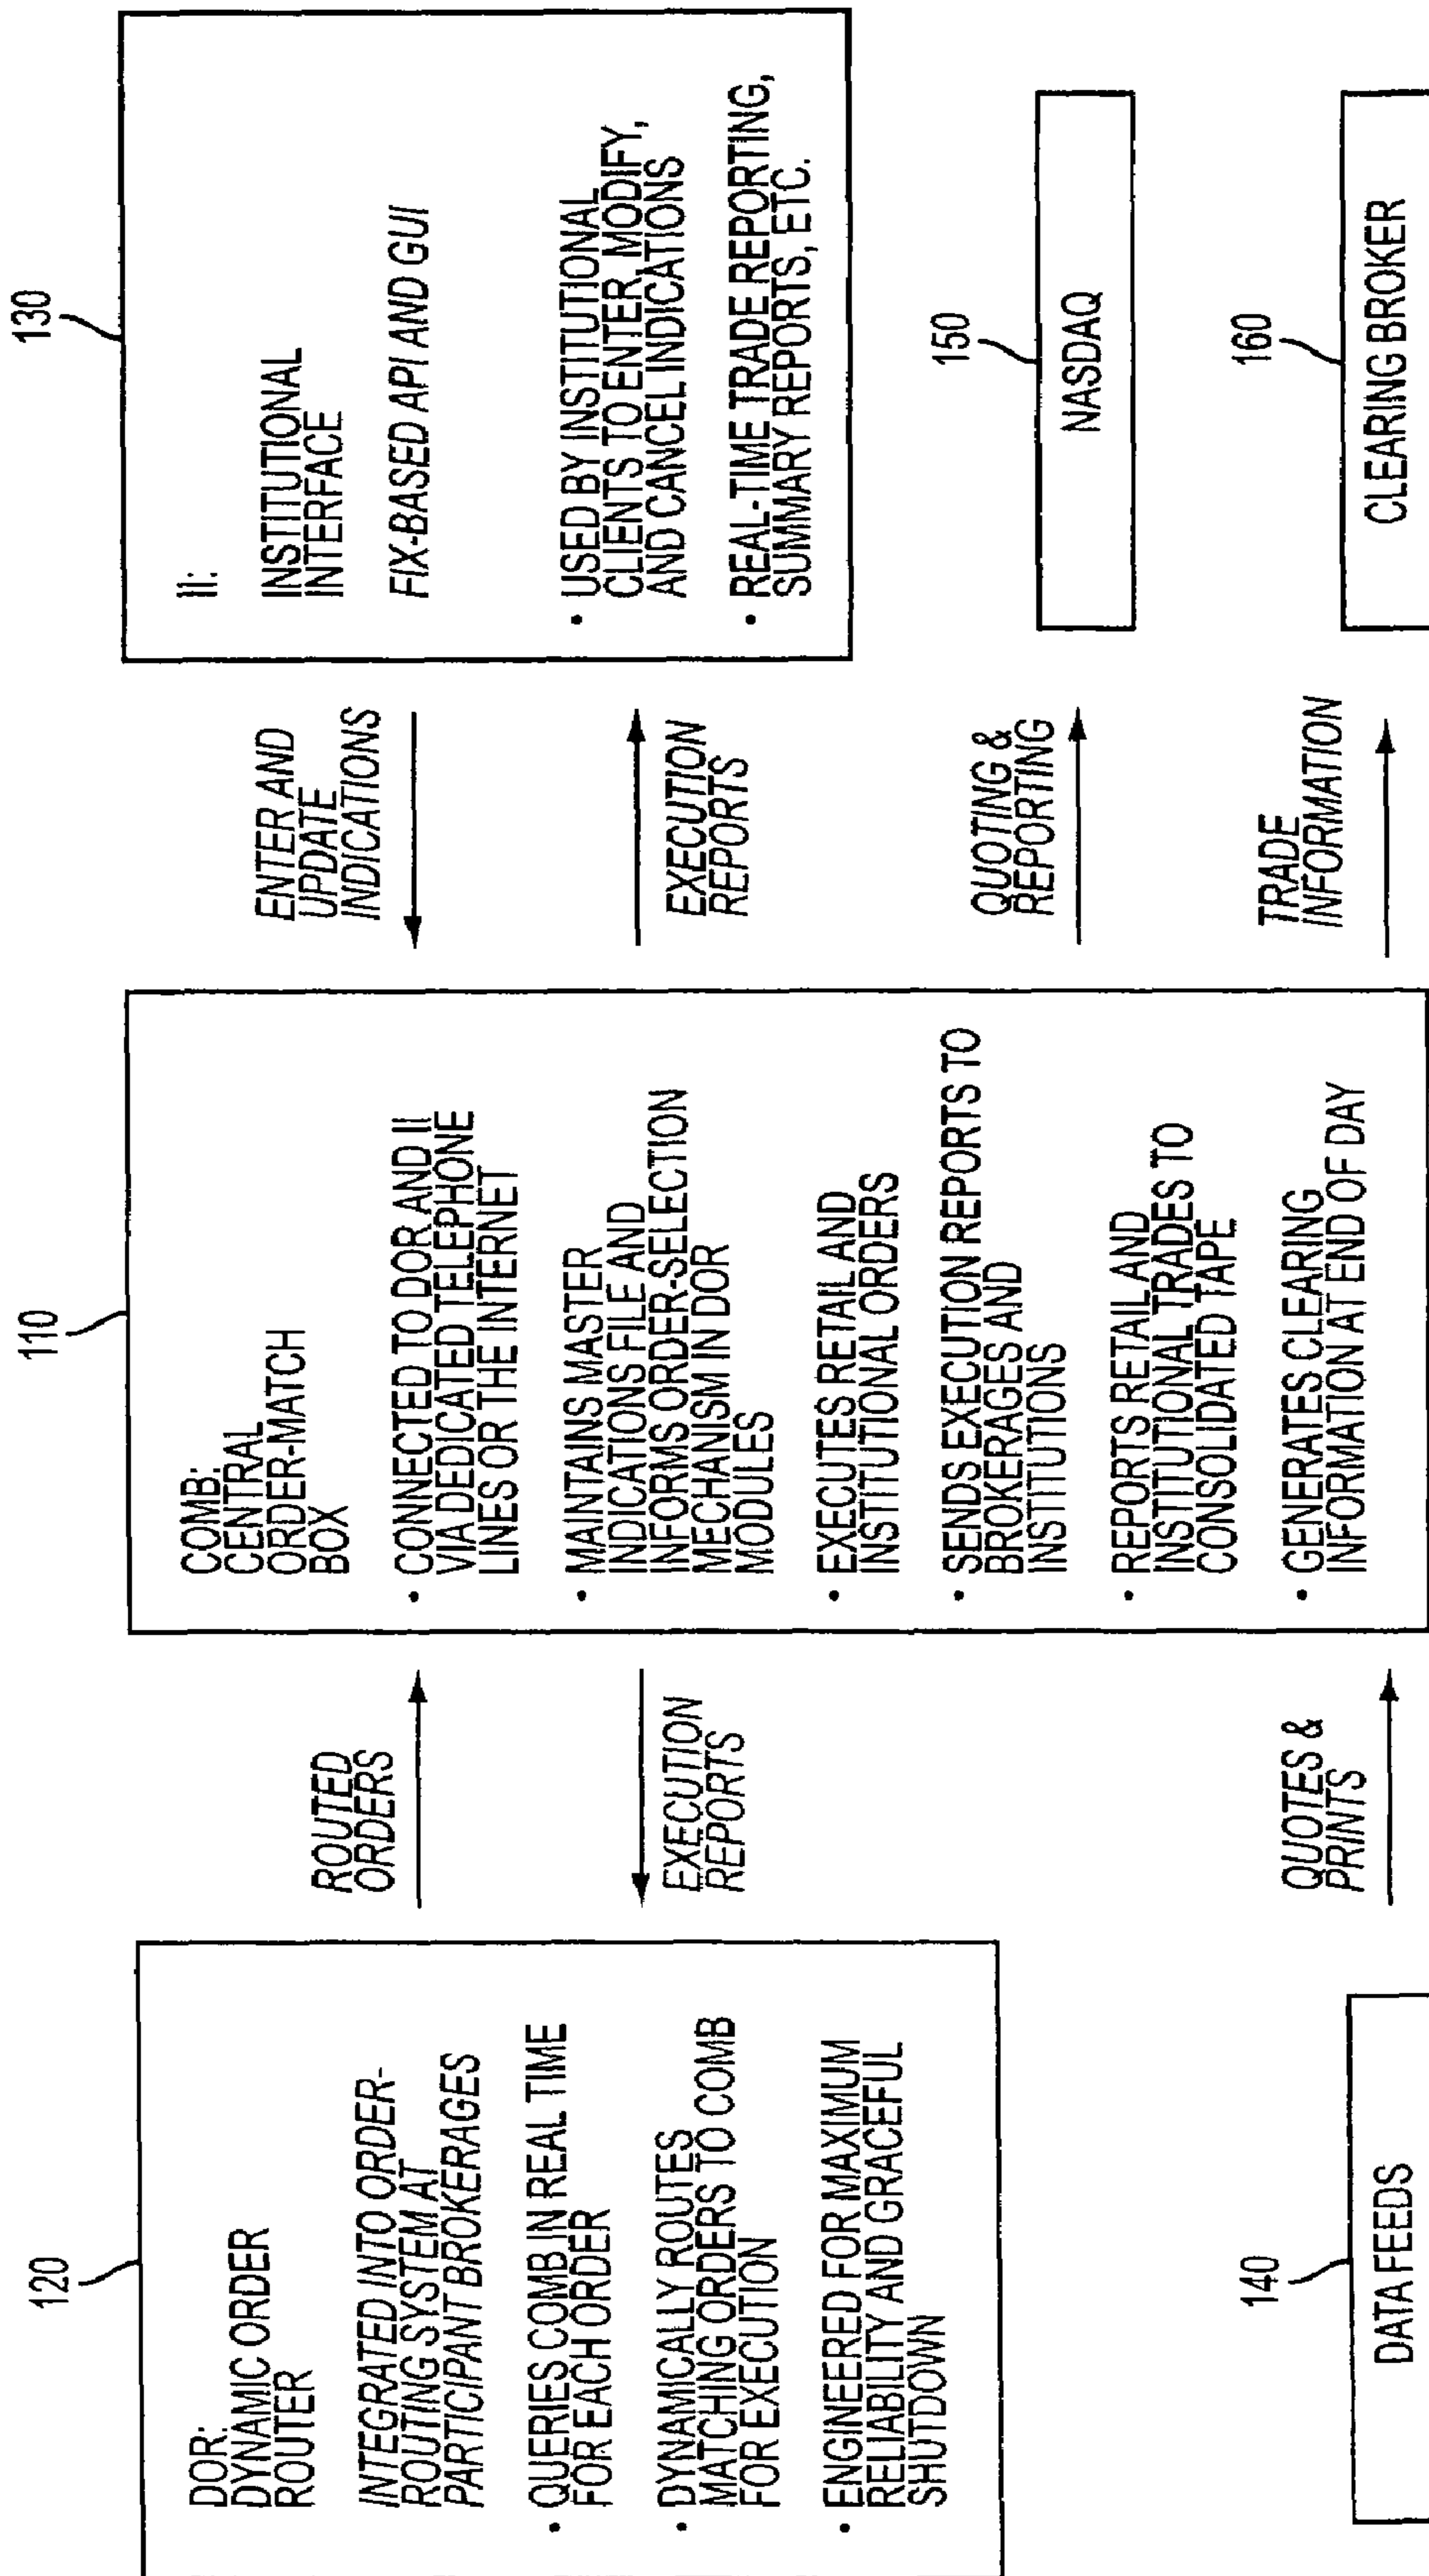 120
DOR:
DYNAMIC ORDER
ROUTER
INTEGRATED INTO ORDER-
ROUTING SYSTEM AT
PARTICIPANT BROKERAGES
• QUERIES COMB IN REAL TIME
FOR EACH ORDER
• DYNAMICALLY ROUTES
MATCHING ORDERS TO COMB
FOR EXECUTION
• ENGINEERED FOR MAXIMUM
RELIABILITY AND GRACEFUL
SHUTDOWN
140
DATA FEEDS
ROUTED
ORDERS
EXECUTION
REPORTS
QUOTES &
PRINTS
110
COMB:
CENTRAL
ORDER-MATCH
BOX
• CONNECTED TO DOR AND II
VIA DEDICATED TELEPHONE
LINES OR THE INTERNET
• MAINTAINS MASTER
INDICATIONS FILE AND
INFORMS ORDER-SELECTION
MECHANISM IN DOR
MODULES
• EXECUTES RETAIL AND
INSTITUTIONAL ORDERS
• SENDS EXECUTION REPORTS TO
BROKERAGES AND
INSTITUTIONS
• REPORTS RETAIL AND
INSTITUTIONAL TRADES TO
CONSOLIDATED TAPE
• GENERATES CLEARING
INFORMATION AT END OF DAY
ENTER AND
UPDATE
INDICATIONS
EXECUTION
REPORTS
QUOTING &
REPORTING
TRADE
INFORMATION
130
II:
INSTITUTIONAL
INTERFACE
FIX-BASED API AND GUI
• USED BY INSTITUTIONAL
CLIENTS TO ENTER, MODIFY,
AND CANCEL INDICATIONS
• REAL-TIME TRADE REPORTING,
SUMMARY REPORTS, ETC.
150
NASDAQ
160
CLEARING BROKER